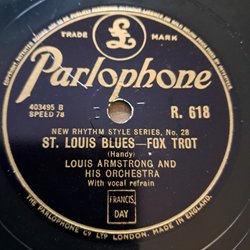 TRADE MARK
Parlophone
403495 B
SPEED 78
R. 618
NEW RHYTHM STYLE SERIES, No. 28
ST. LOUIS BLUES—FOX TROT
(Handy)
LOUIS ARMSTRONG AND
HIS ORCHESTRA
With vocal refrain
FRANCIS,
DAY
THE PARLOPHONE CO LTD LONDON. MADE IN ENGLAND